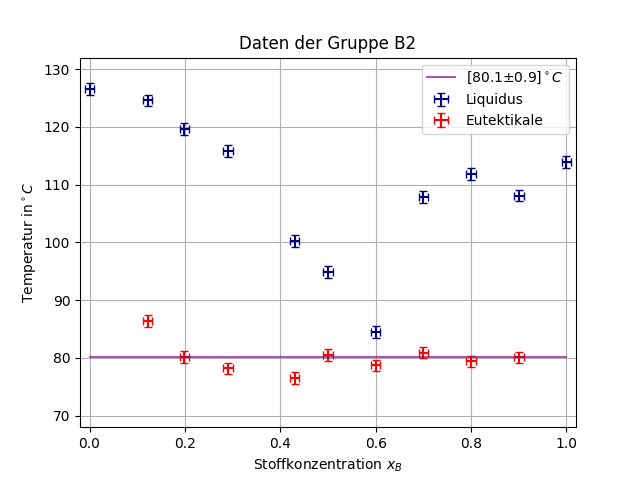 Daten der Gruppe B2
130
120
110
100
90
80
70
Temperatur in °C
[80.1±0.9]°C
Liquidus
Eutektikale
0.0 0.2 0.4 0.6 0.8 1.0
Stoffkonzentration x_B